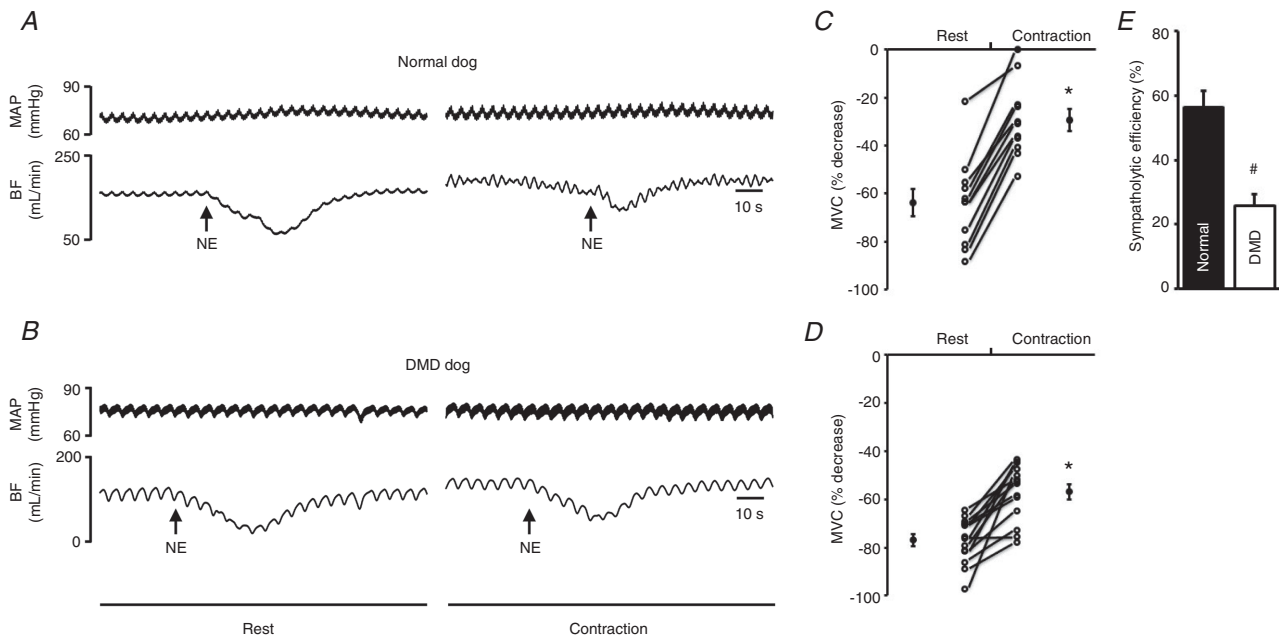 A
Normal dog
MAP
(mmHg)
90
60
BF
(mL/min)
250
50
NE
NE
10 s
B
DMD dog
MAP
(mmHg)
90
60
BF
(mL/min)
200
0
NE
NE
10 s
Rest
Contraction
C
Rest
Contraction
MVC (% decrease)
0
-20
-40
-60
-80
-100
*
D
Rest
Contraction
MVC (% decrease)
0
-20
-40
-60
-80
-100
*
E
Sympatholytic efficiency (%)
80
60
40
20
0
Normal
DMD
#